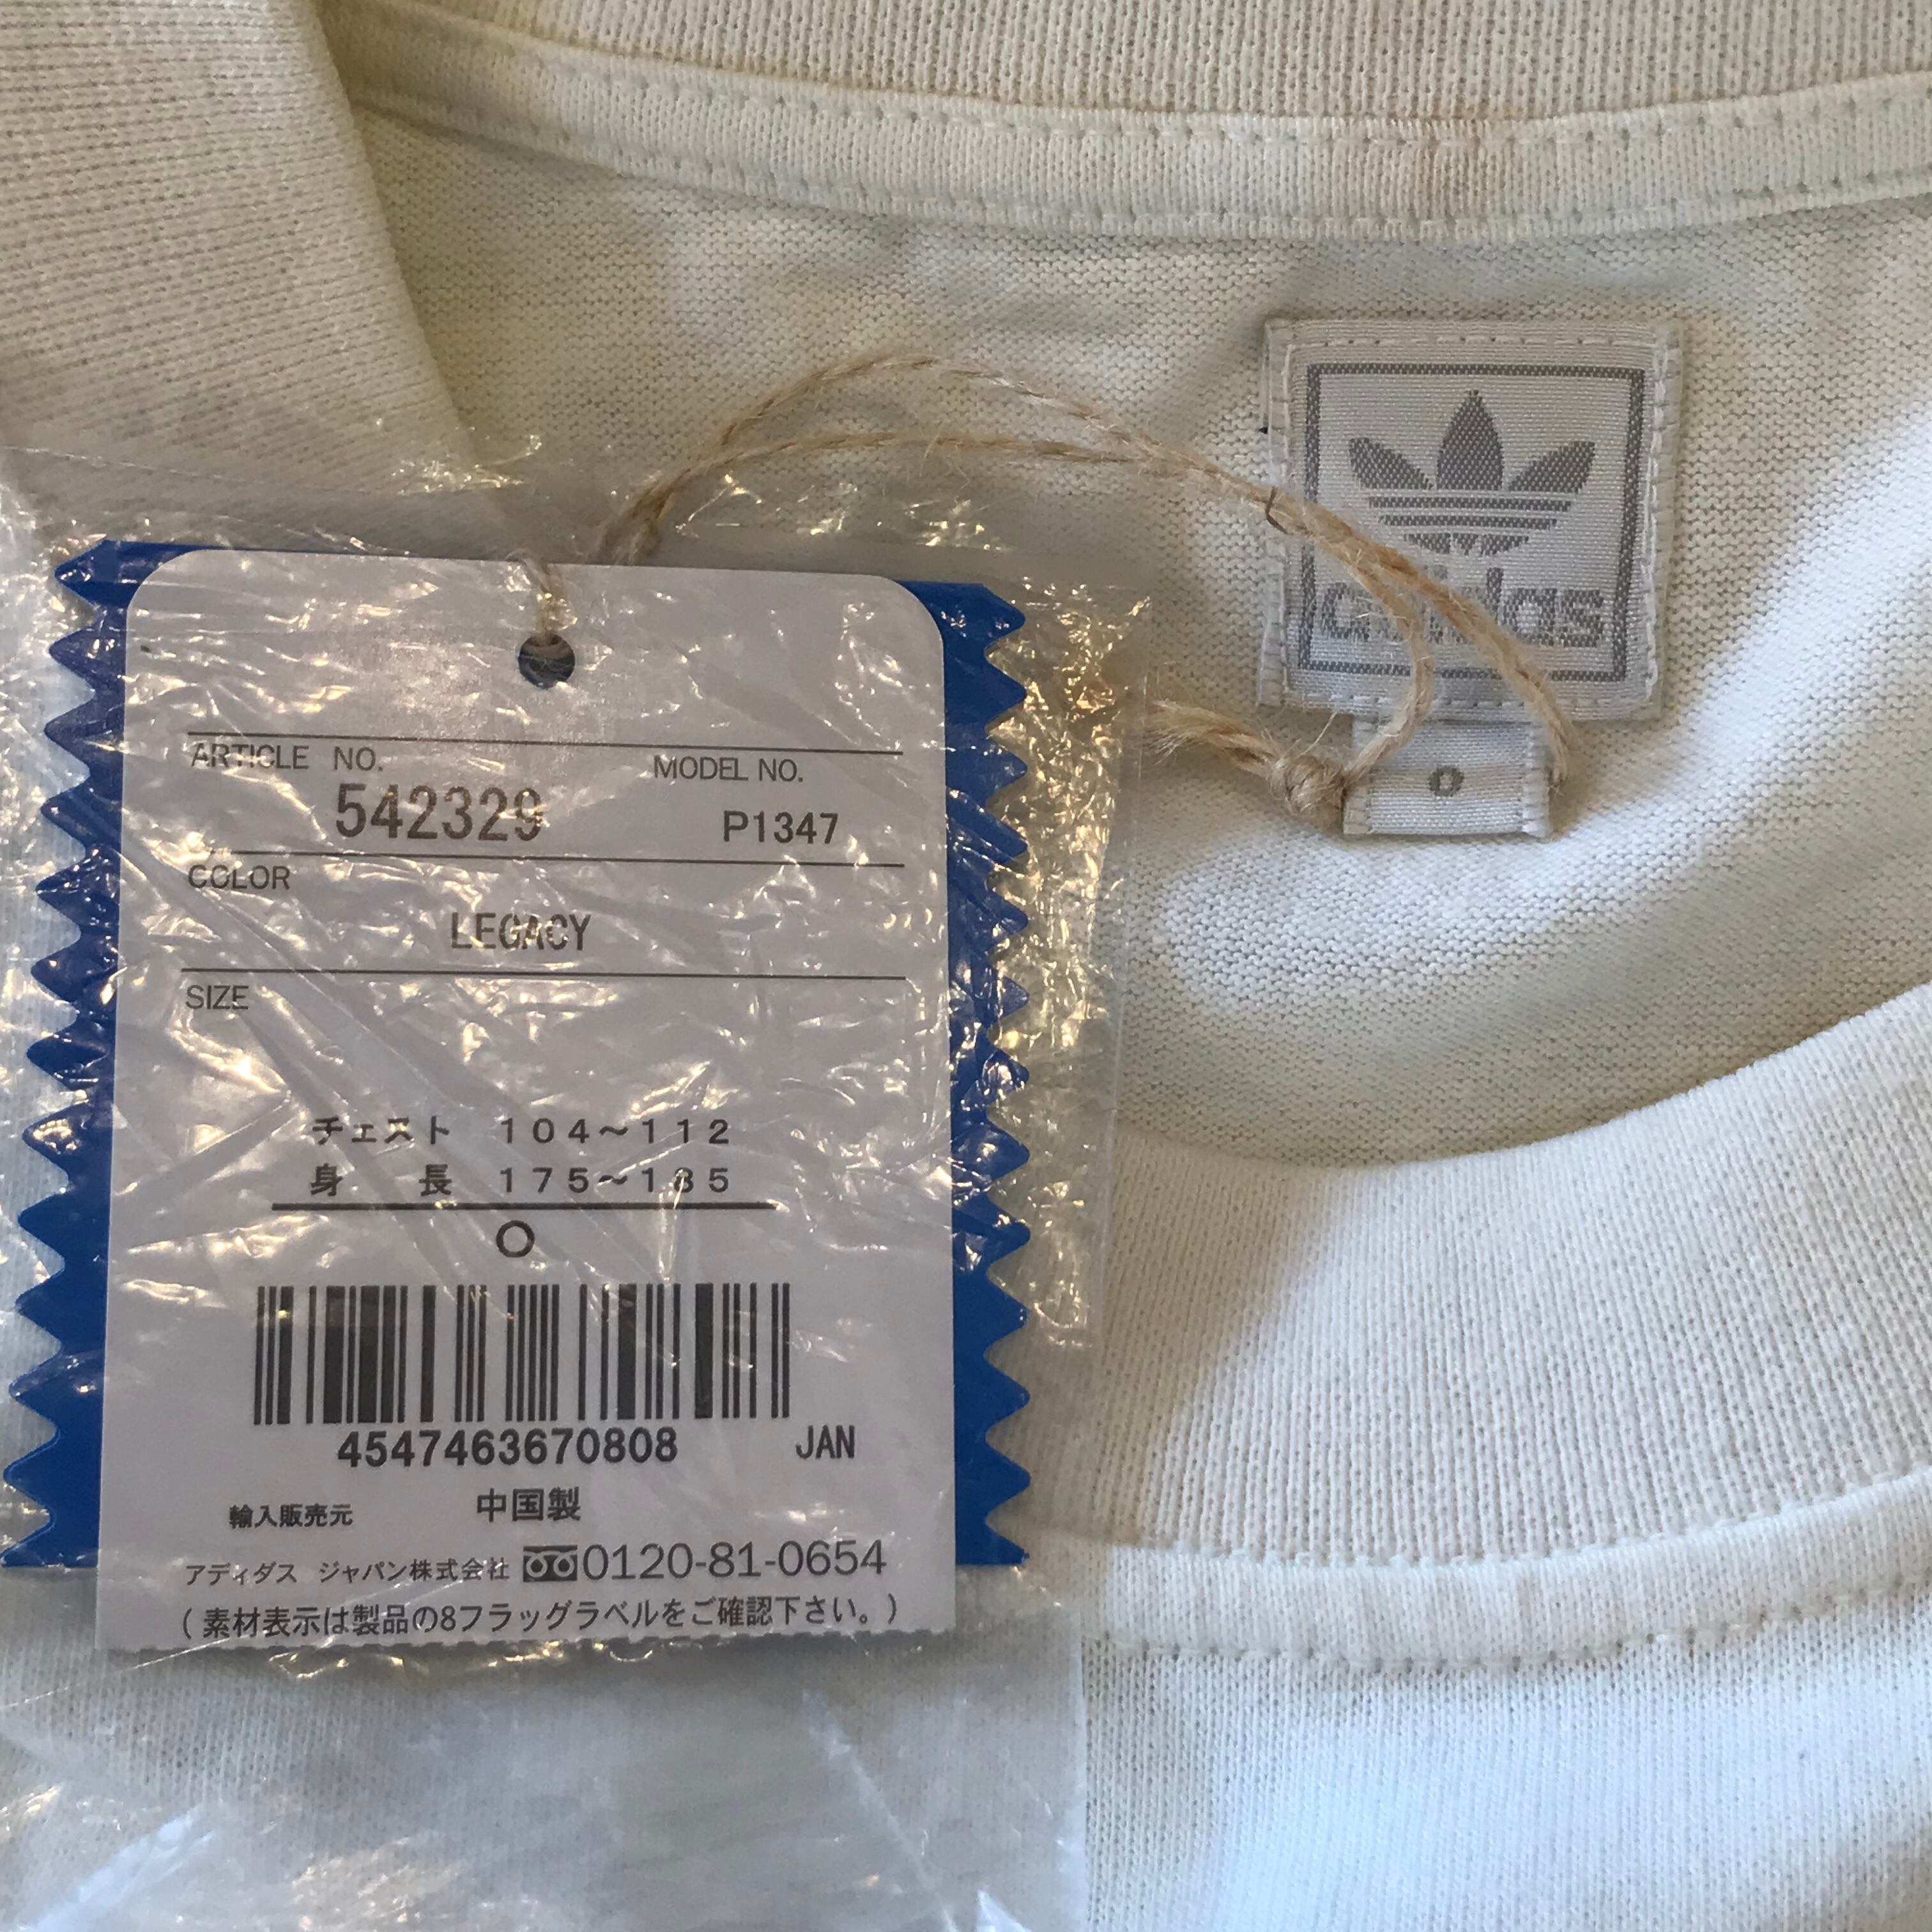 ARTICLE NO. MODEL NO.
542329 P1347
COLOR
LEGACY
SIZE
チェスト 104~112
身 長 175~185
O
4547463670808 JAN
中国製
輸入販売元
アディダス ジャパン株式会社 0120-81-0654
(素材表示は製品の8フラッグラベルをご確認下さい。)
adidas
O